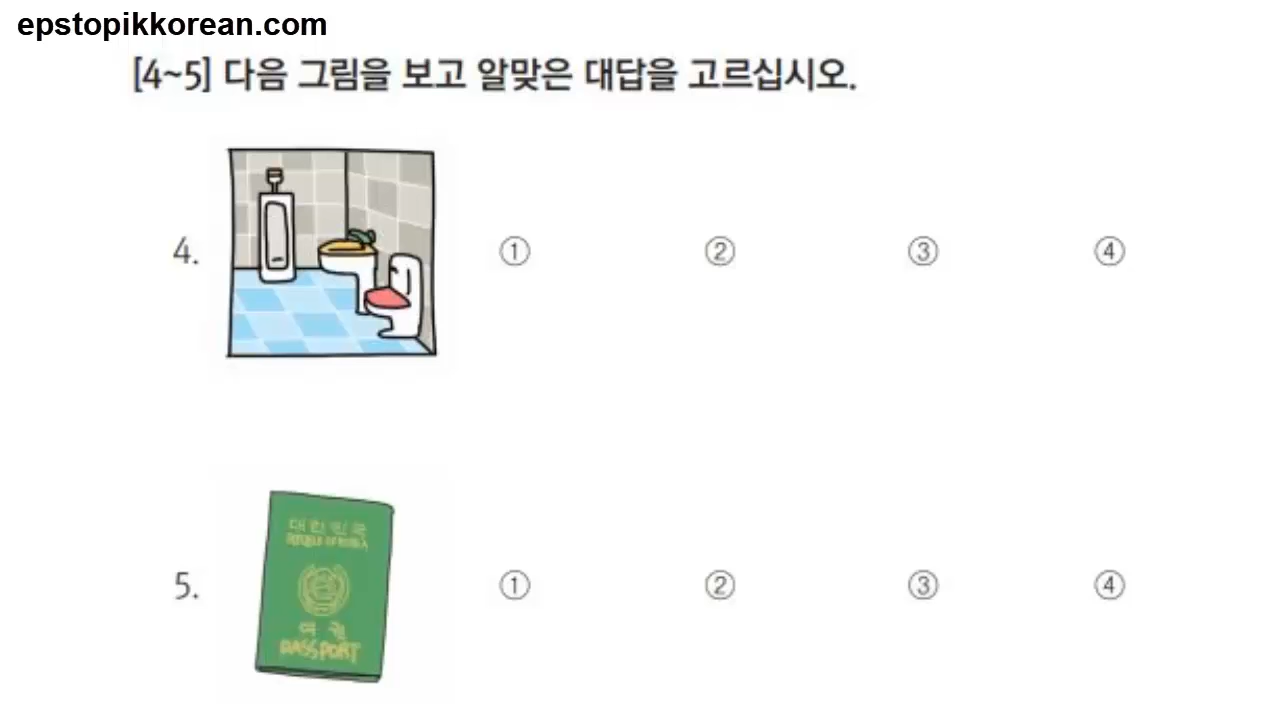 epstopikkorean.com
[4~5] 다음 그림을 보고 알맞은 대답을 고르십시오.
4. ① ② ③ ④
대한민국
REPUBLIC OF KOREA
여권
PASSPORT
5. ① ② ③ ④